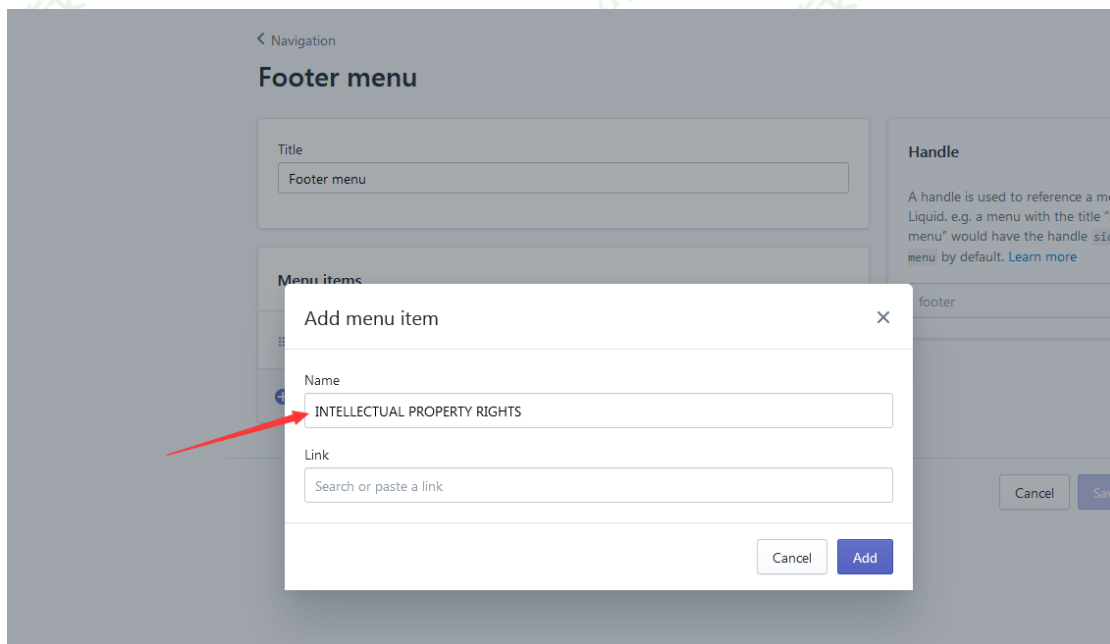 Navigation
Footer menu
Title
Footer menu
Handle
A handle is used to reference a
Liquid. e.g. a menu with the title "
menu" would have the handle
menu by default. Learn more
footer
Menu items
Add menu item
Name
INTELLECTUAL PROPERTY RIGHTS
Link
Search or paste a link
Cancel
Add
Cancel